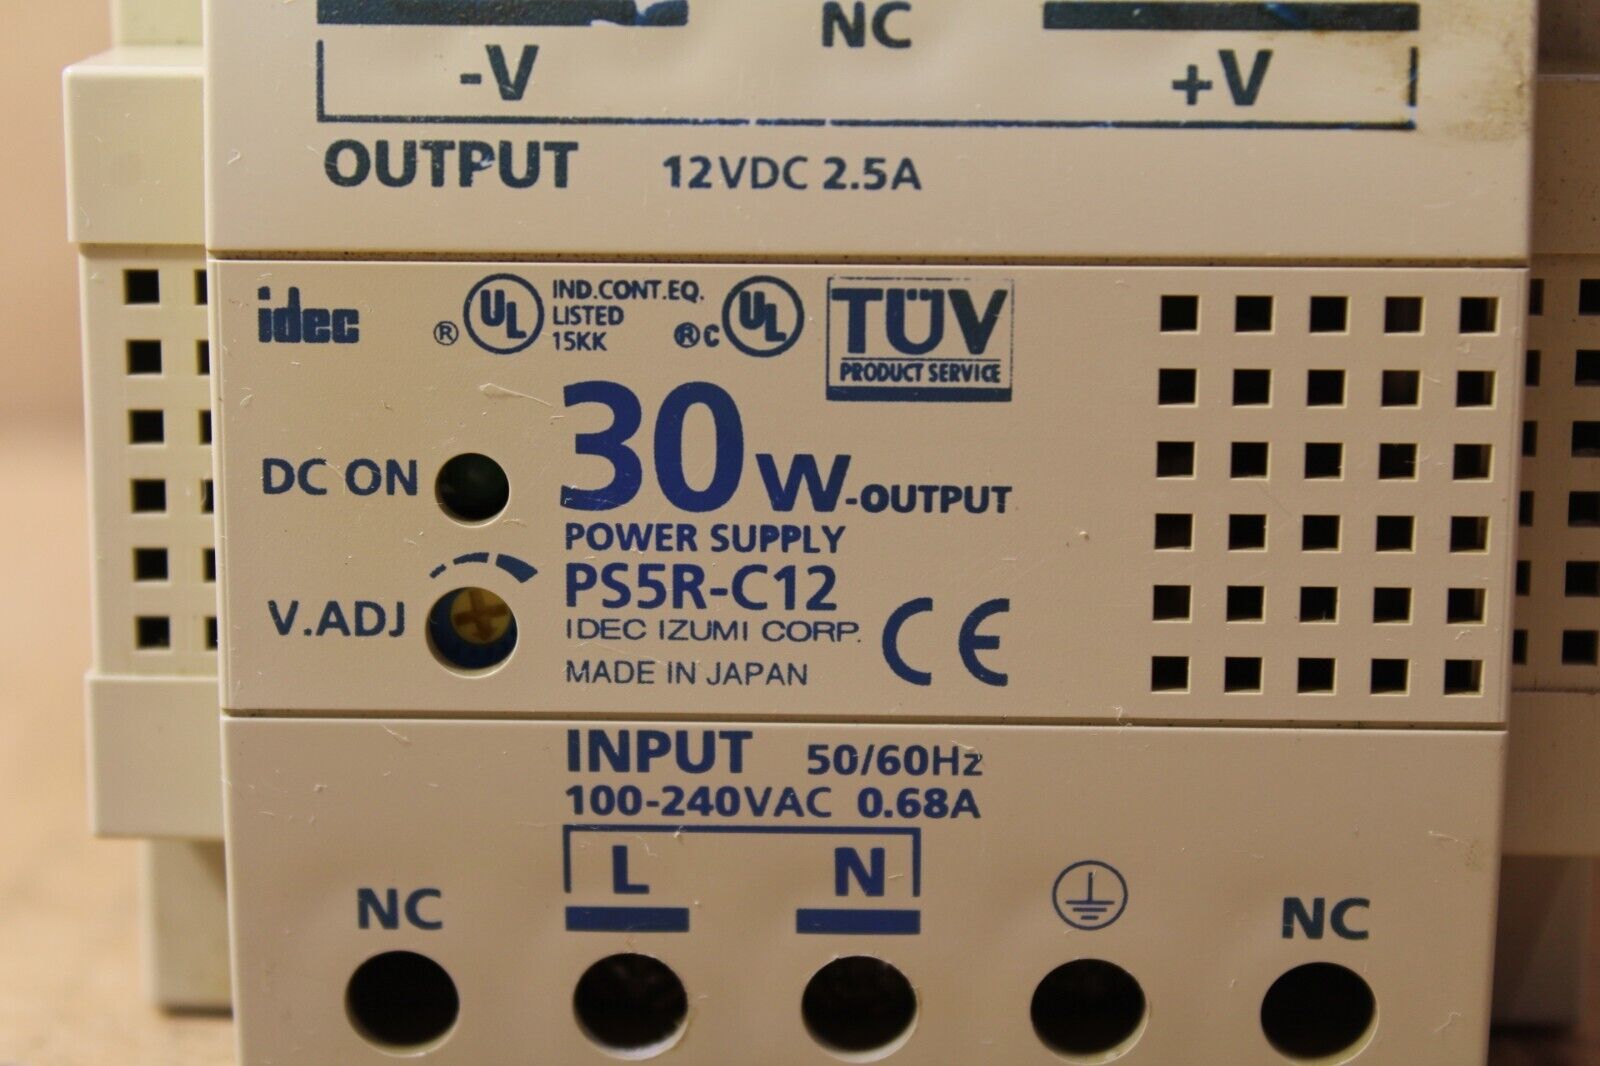 NC
-V +V
OUTPUT 12VDC 2.5A
idec ® UL IND.CONT.EQ. LISTED 15KK ® C UL TÜV PRODUCT SERVICE
30W-OUTPUT
DC ON
POWER SUPPLY
PS5R-C12
V.ADJ
IDEC IZUMI CORP.
MADE IN JAPAN
CE
INPUT 50/60Hz
100-240VAC 0.68A
L N
NC NC